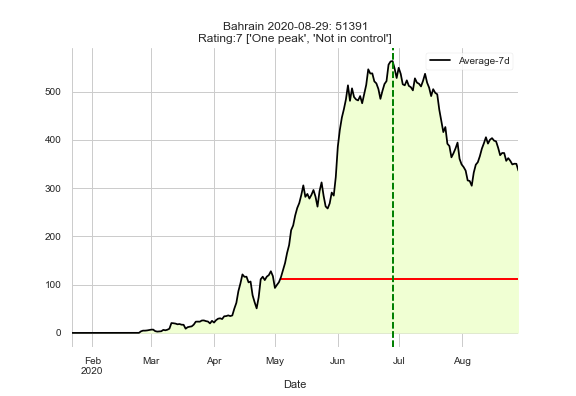 Bahrain 2020-08-29: 51391
Rating:7 ['One peak', 'Not in control']
Average-7d
500
400
300
200
100
0
Feb Mar Apr May Jun Jul Aug
2020
Date